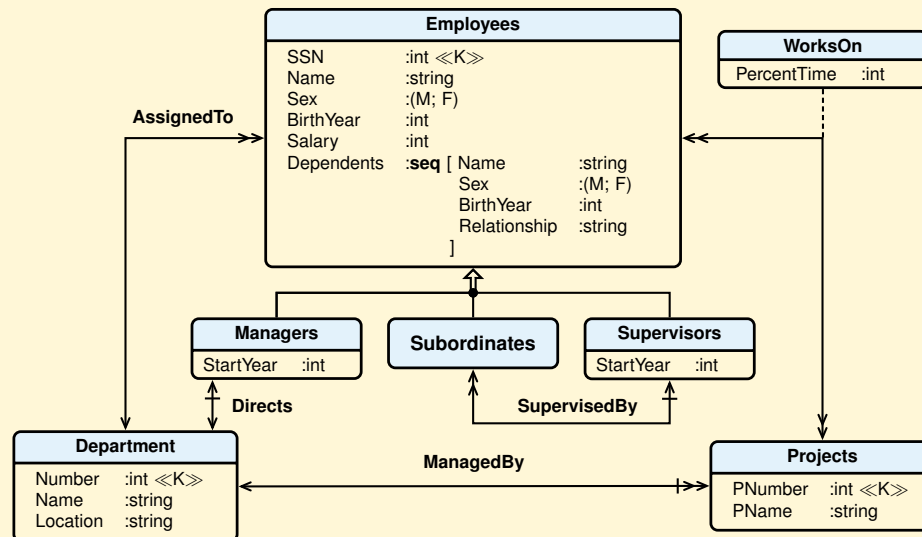 Employees
SSN :int ≪K≫
Name :string
Sex :(M; F)
BirthYear :int
Salary :int
Dependents :seq [ Name :string
Sex :(M; F)
BirthYear :int
Relationship :string
]
WorksOn
PercentTime :int
AssignedTo
Managers
StartYear :int
Subordinates
Supervisors
StartYear :int
Directs
SupervisedBy
Department
Number :int ≪K≫
Name :string
Location :string
ManagedBy
Projects
PNumber :int ≪K≫
PName :string